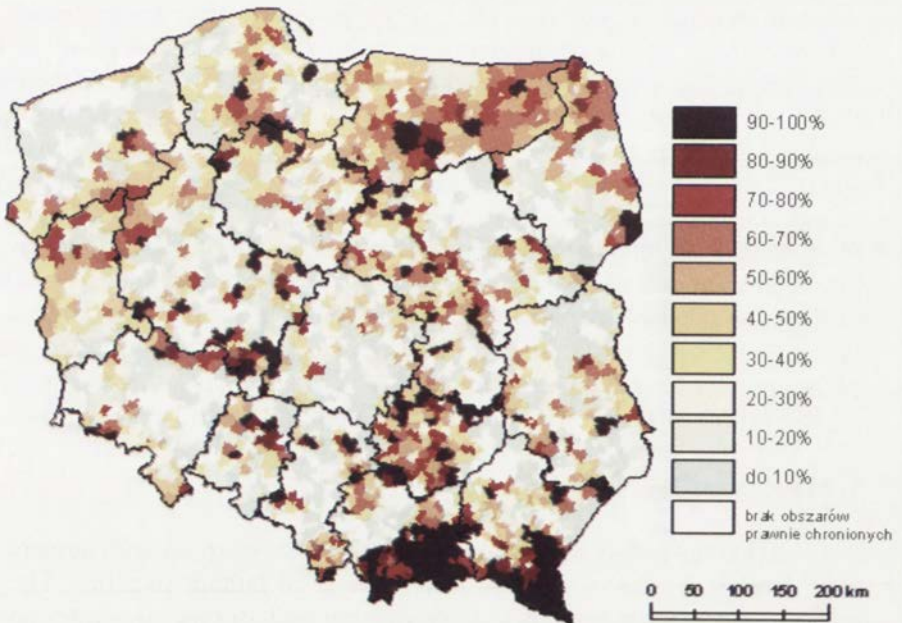 90-100%
80-90%
70-80%
60-70%
50-60%
40-50%
30-40%
20-30%
10-20%
do 10%
brak obszarów
prawnie chronionych
0 50 100 150 200 km